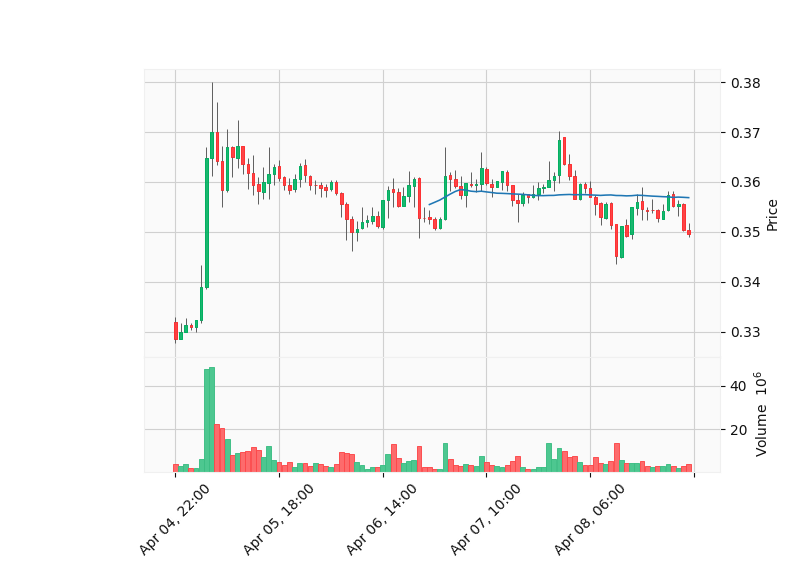 0.38
0.37
0.36
0.35
0.34
0.33
Price
40
20
Volume 10^6
Apr 04, 22:00
Apr 05, 18:00
Apr 06, 14:00
Apr 07, 10:00
Apr 08, 06:00